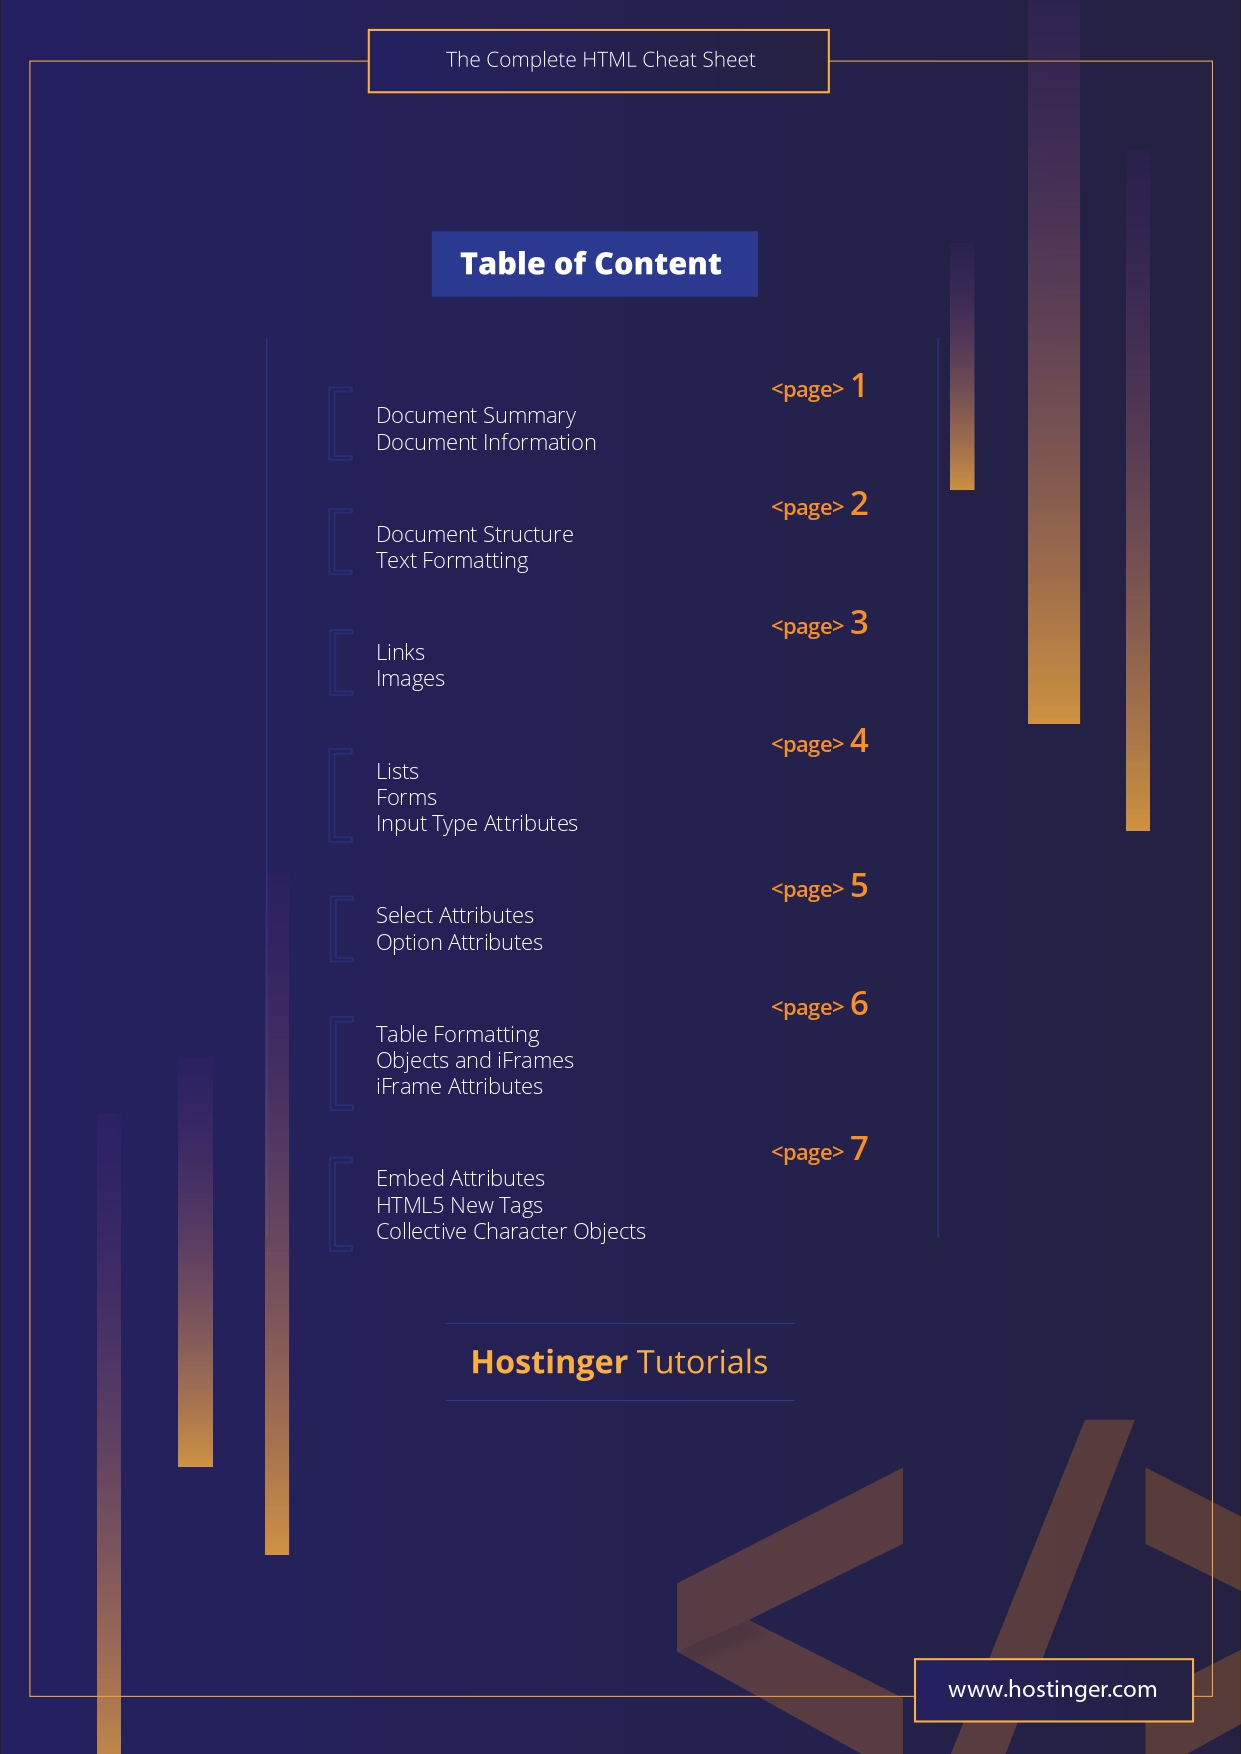 The Complete HTML Cheat Sheet
Table of Content
<page> 1
Document Summary
Document Information
<page> 2
Document Structure
Text Formatting
<page> 3
Links
Images
<page> 4
Lists
Forms
Input Type Attributes
<page> 5
Select Attributes
Option Attributes
<page> 6
Table Formatting
Objects and iFrames
iFrame Attributes
<page> 7
Embed Attributes
HTML5 New Tags
Collective Character Objects
Hostinger Tutorials
www.hostinger.com